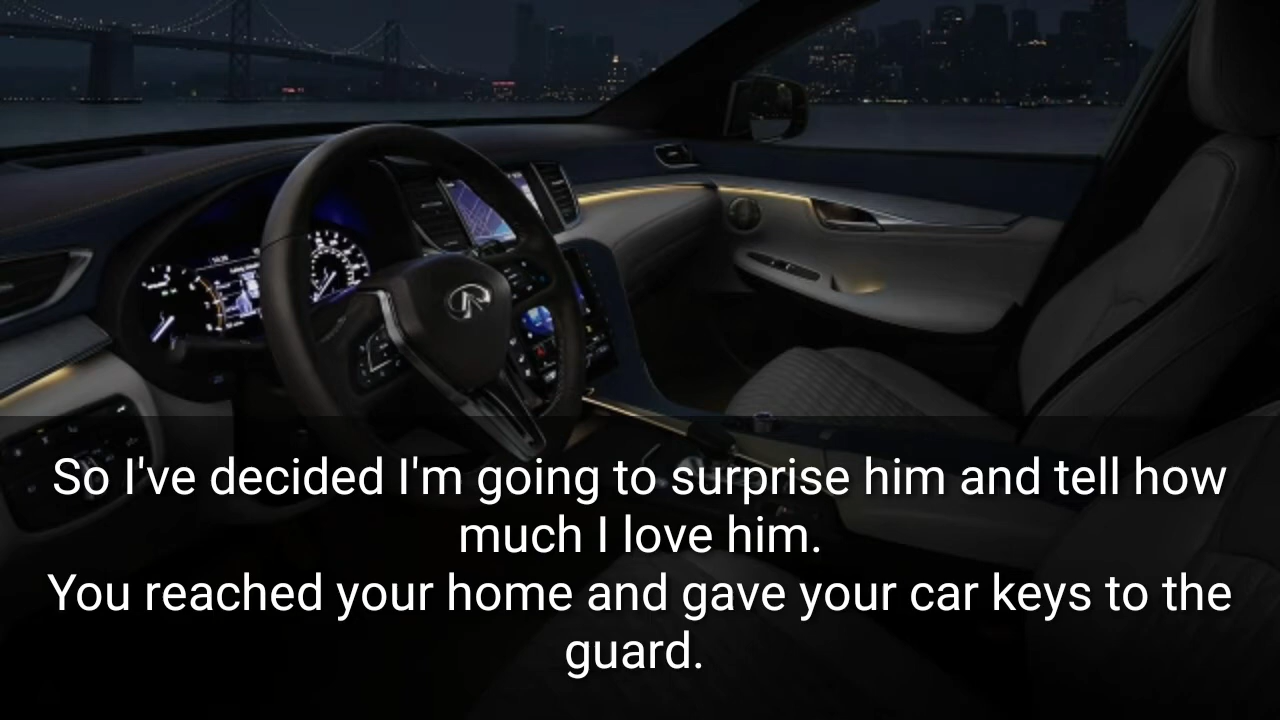 So I've decided I'm going to surprise him and tell how
much I love him.
You reached your home and gave your car keys to the
guard.